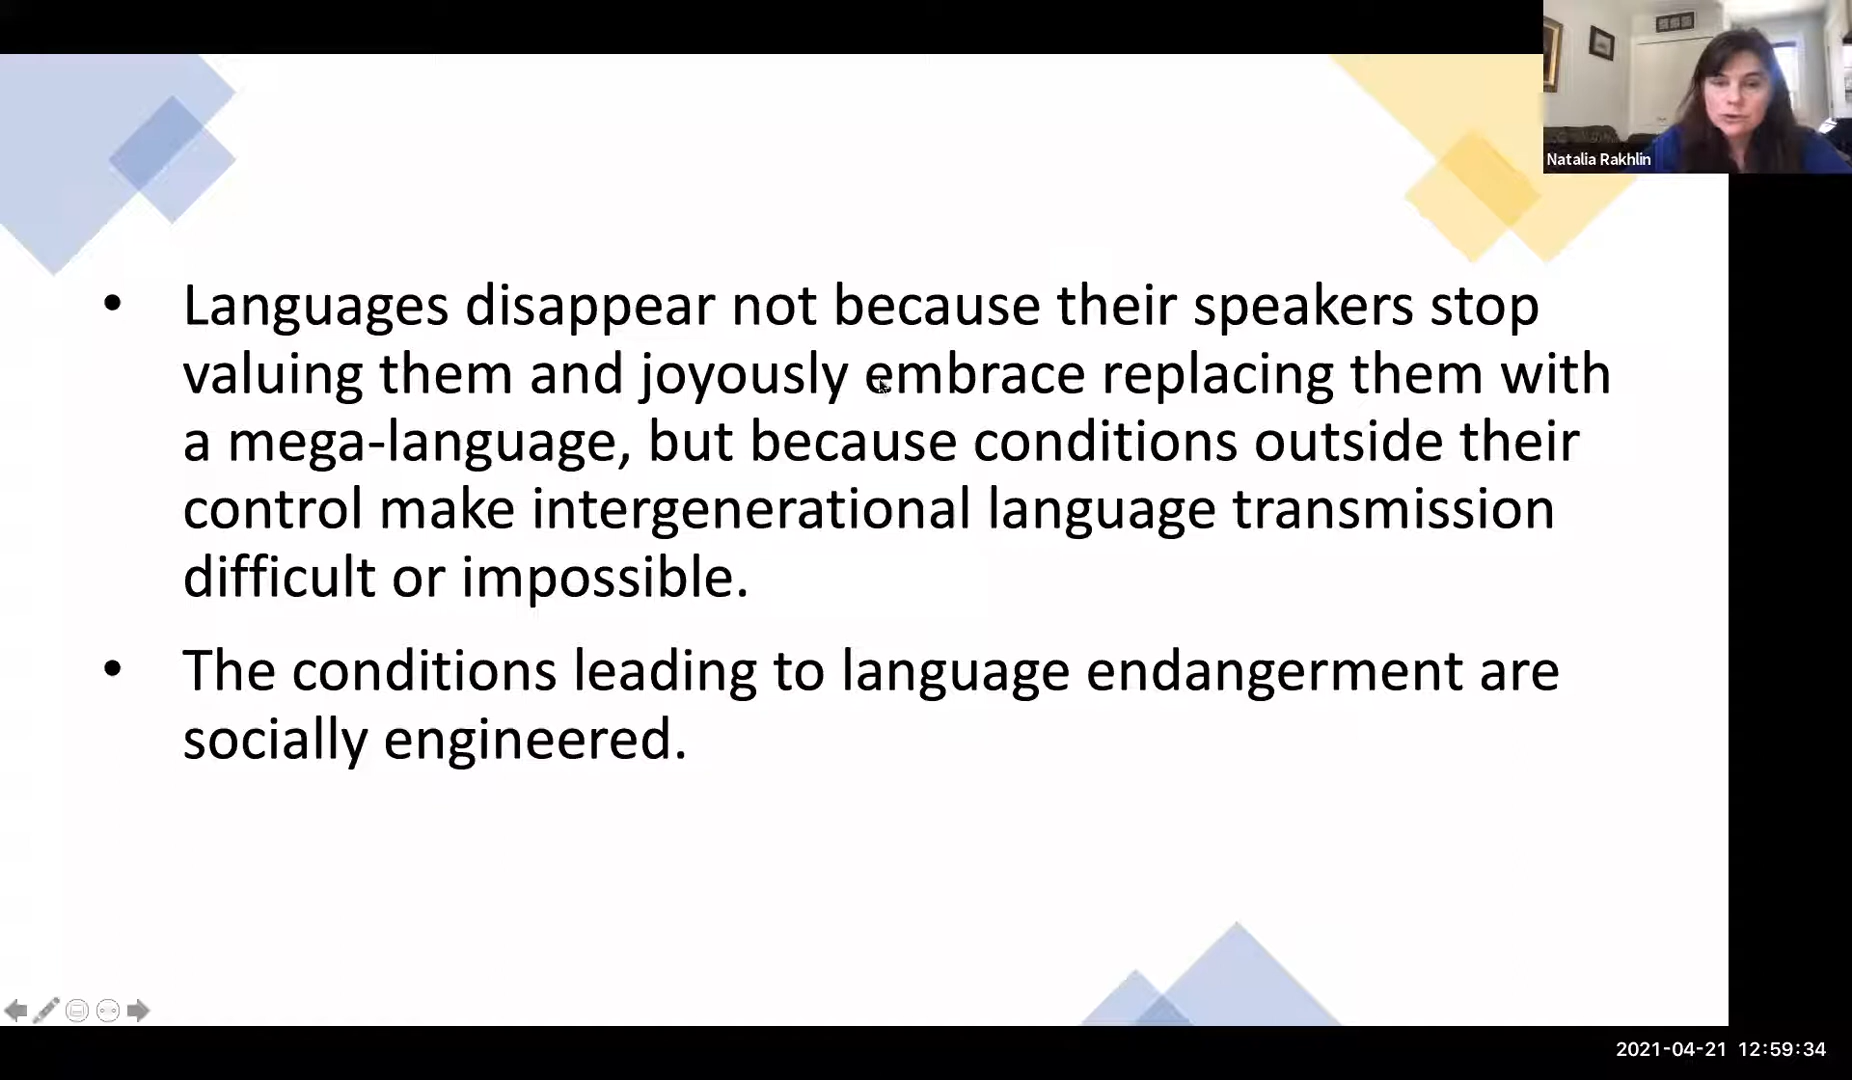 Natalia Rakhlin
• Languages disappear not because their speakers stop
valuing them and joyously embrace replacing them with
a mega-language, but because conditions outside their
control make intergenerational language transmission
difficult or impossible.
• The conditions leading to language endangerment are
socially engineered.
2021-04-21 12:59:34